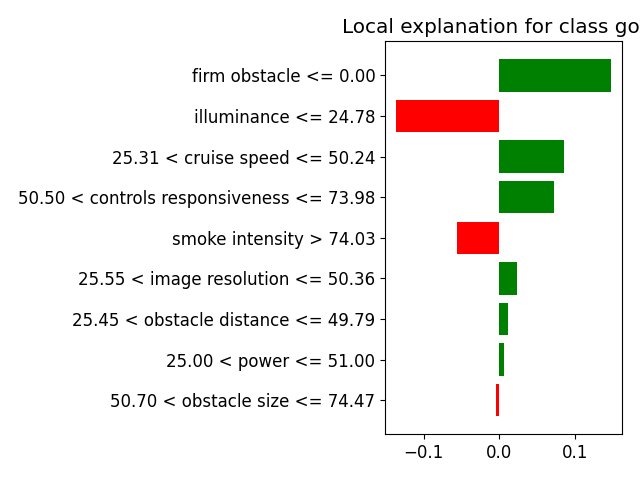 Local explanation for class go
firm obstacle <= 0.00
illuminance <= 24.78
25.31 < cruise speed <= 50.24
50.50 < controls responsiveness <= 73.98
smoke intensity > 74.03
25.55 < image resolution <= 50.36
25.45 < obstacle distance <= 49.79
25.00 < power <= 51.00
50.70 < obstacle size <= 74.47
−0.1 0.0 0.1